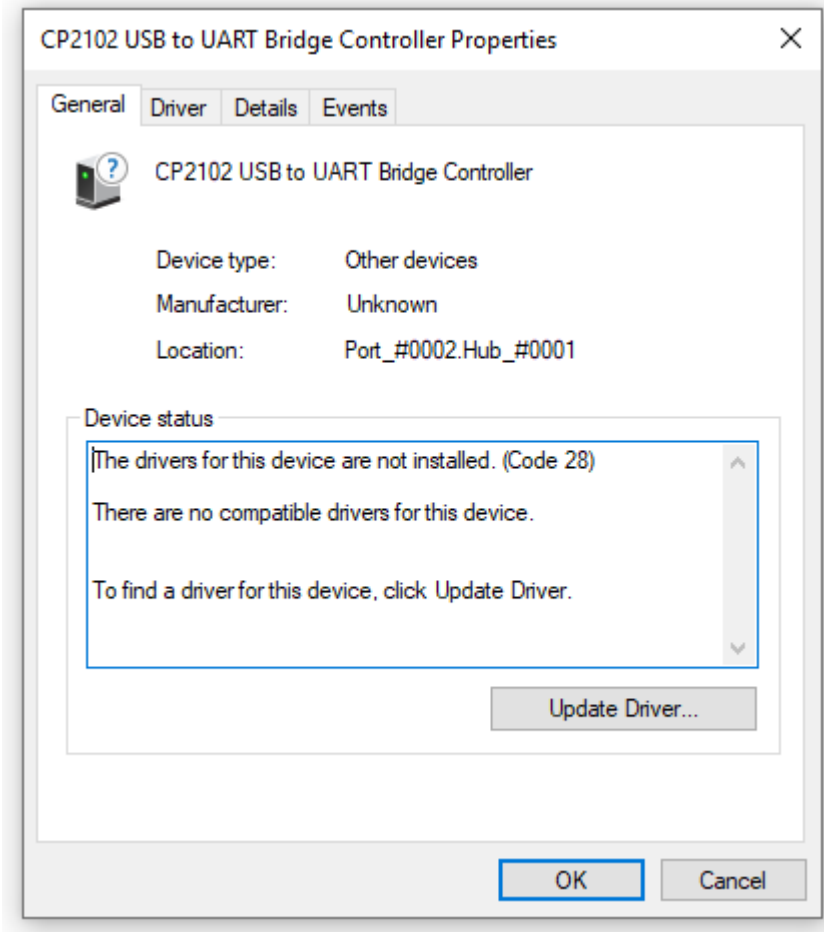 CP2102 USB to UART Bridge Controller Properties
General Driver Details Events
CP2102 USB to UART Bridge Controller
Device type: Other devices
Manufacturer: Unknown
Location: Port_#0002.Hub_#0001
Device status
The drivers for this device are not installed. (Code 28)
There are no compatible drivers for this device.
To find a driver for this device, click Update Driver.
Update Driver...
OK Cancel